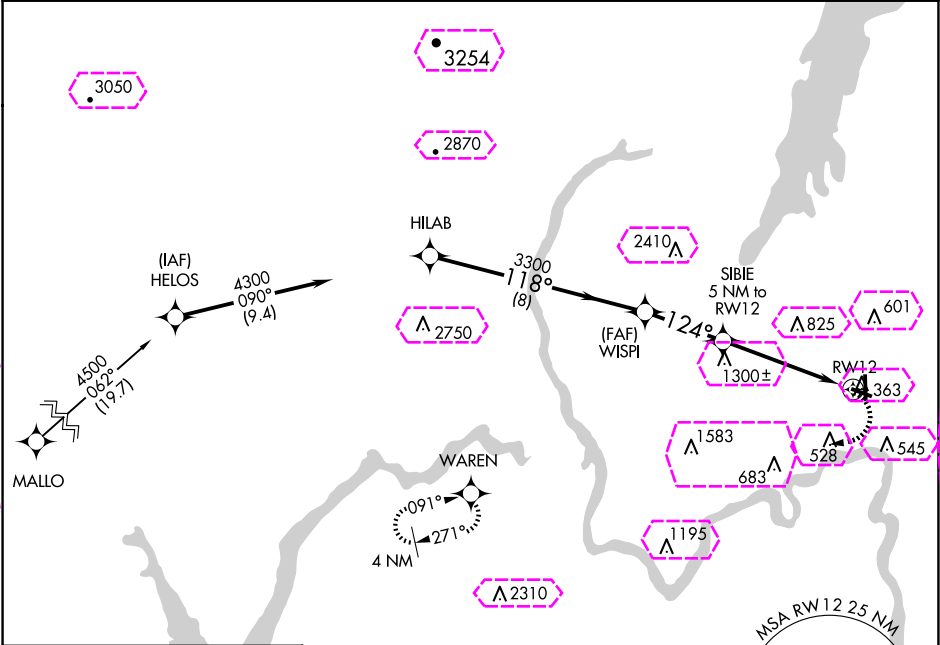 3254
3050
2870
HILAB
2410
(IAF)
HELOS
4300
090°
(9.4)
3300
118°
(8)
SIBIE
5 NM to
RW12
601
825
2750
(FAF)
WISPI
124°
4500
062°
(19.7)
1300±
RW12
363
MALLO
WAREN
1583
683
528
545
091°
271°
4 NM
1195
2310
MSA RW12 25 NM